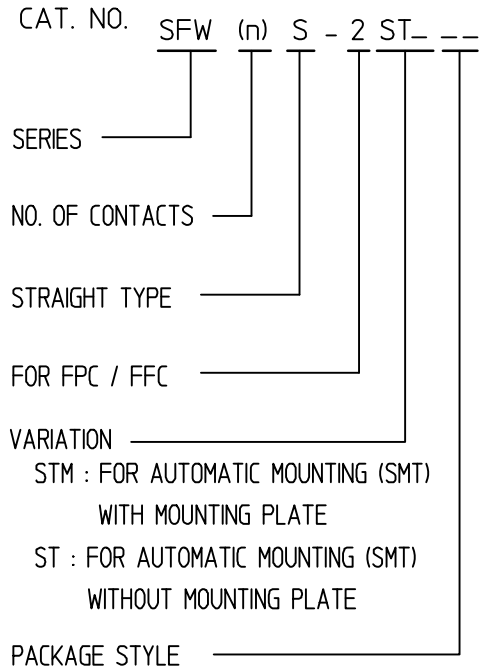 CAT. NO. SFW (n) S - 2 ST_ _ _
SERIES
NO. OF CONTACTS
STRAIGHT TYPE
FOR FPC / FFC
VARIATION
STM : FOR AUTOMATIC MOUNTING (SMT)
WITH MOUNTING PLATE
ST : FOR AUTOMATIC MOUNTING (SMT)
WITHOUT MOUNTING PLATE
PACKAGE STYLE